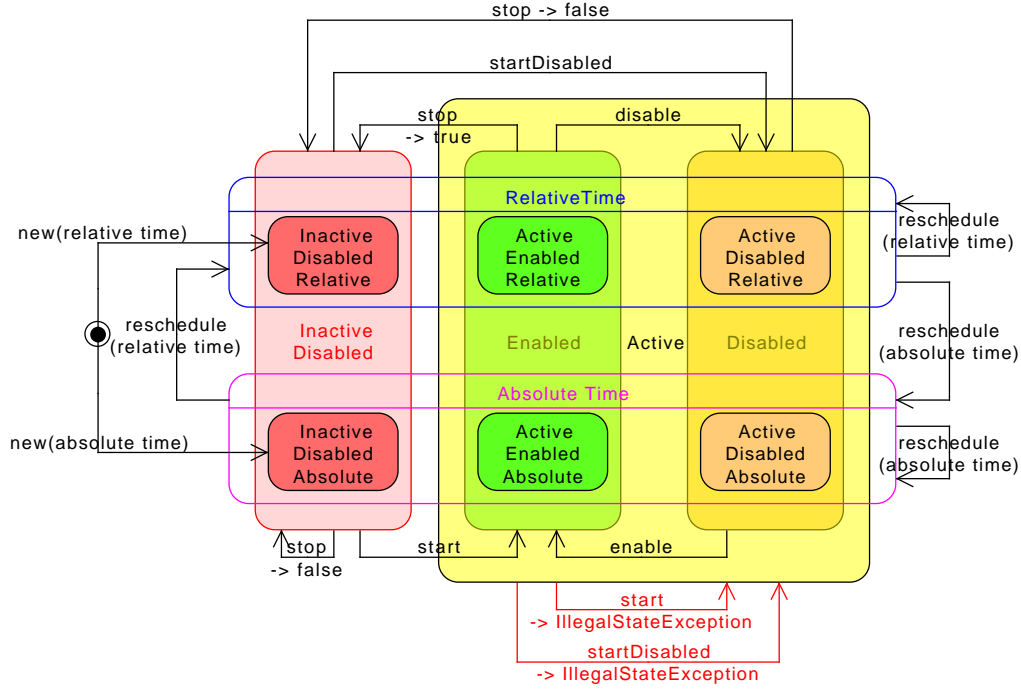 stop -> false
startDisabled
stop
-> true
disable
RelativeTime
new(relative time)
Inactive
Disabled
Relative
Active
Enabled
Relative
Active
Disabled
Relative
reschedule
(relative time)
reschedule
(relative time)
Inactive
Disabled
Enabled
Active
Disabled
reschedule
(absolute time)
Absolute Time
new(absolute time)
Inactive
Disabled
Absolute
Active
Enabled
Absolute
Active
Disabled
Absolute
reschedule
(absolute time)
stop
-> false
start
enable
start
-> IllegalStateException
startDisabled
-> IllegalStateException